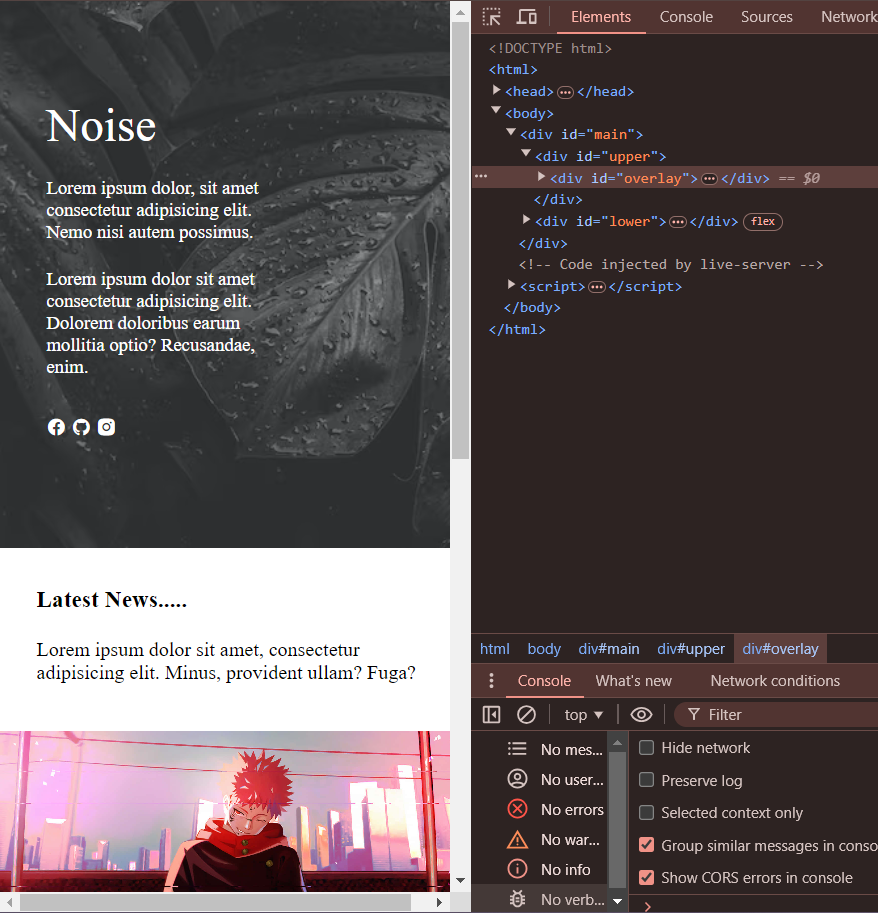 Noise
Lorem ipsum dolor, sit amet
consectetur adipisicing elit.
Nemo nisi autem possimus.
Lorem ipsum dolor sit amet
consectetur adipisicing elit.
Dolorem doloribus earum
mollitia optio? Recusandae,
enim.
Latest News.....
Lorem ipsum dolor sit amet, consectetur
adipisicing elit. Minus, provident ullam? Fuga?
Elements Console Sources Network
<!DOCTYPE html>
<html>
<head> ••• </head>
<body>
<div id="main">
<div id="upper">
••• <div id="overlay"> ••• </div> == $0
</div>
<div id="lower"> ••• </div> flex
</div>
<!-- Code injected by live-server -->
<script> ••• </script>
</body>
</html>
html body div#main div#upper div#overlay
Console What's new Network conditions
top ▼ Filter
No mes...
No user...
No errors
No war...
No info
No verb...
Hide network
Preserve log
Selected context only
Group similar messages in conso
Show CORS errors in console